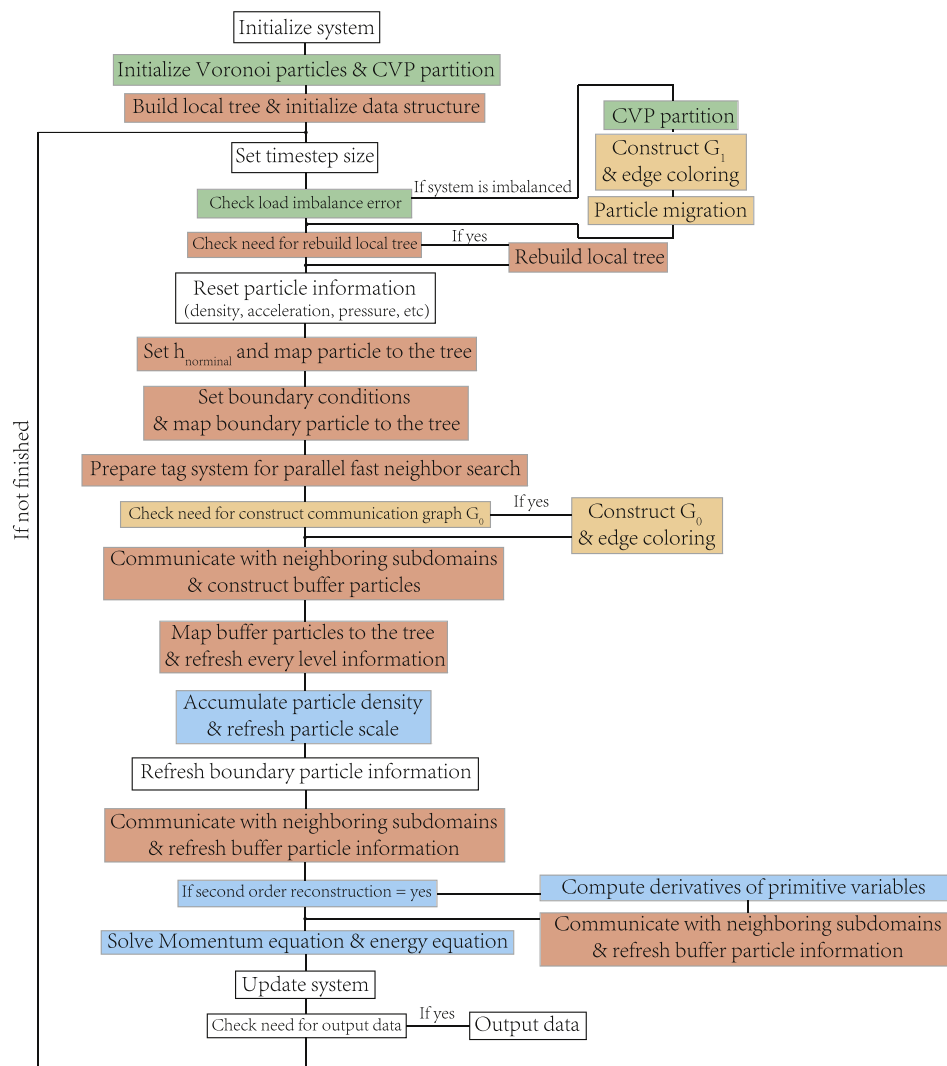 Initialize system
Initialize Voronoi particles & CVP partition
Build local tree & initialize data structure
Set timestep size
Check load imbalance error
If system is imbalanced
CVP partition
Construct G1
& edge coloring
Particle migration
Check need for rebuild local tree
If yes
Rebuild local tree
Reset particle information
(density, acceleration, pressure, etc)
Set hnorminal and map particle to the tree
Set boundary conditions
& map boundary particle to the tree
Prepare tag system for parallel fast neighbor search
Check need for construct communication graph G0
If yes
Construct G0
& edge coloring
Communicate with neighboring subdomains
& construct buffer particles
Map buffer particles to the tree
& refresh every level information
Accumulate particle density
& refresh particle scale
Refresh boundary particle information
Communicate with neighboring subdomains
& refresh buffer particle information
If second order reconstruction = yes
Compute derivatives of primitive variables
Communicate with neighboring subdomains
& refresh buffer particle information
Solve Momentum equation & energy equation
Update system
Check need for output data
If yes
Output data
If not finished